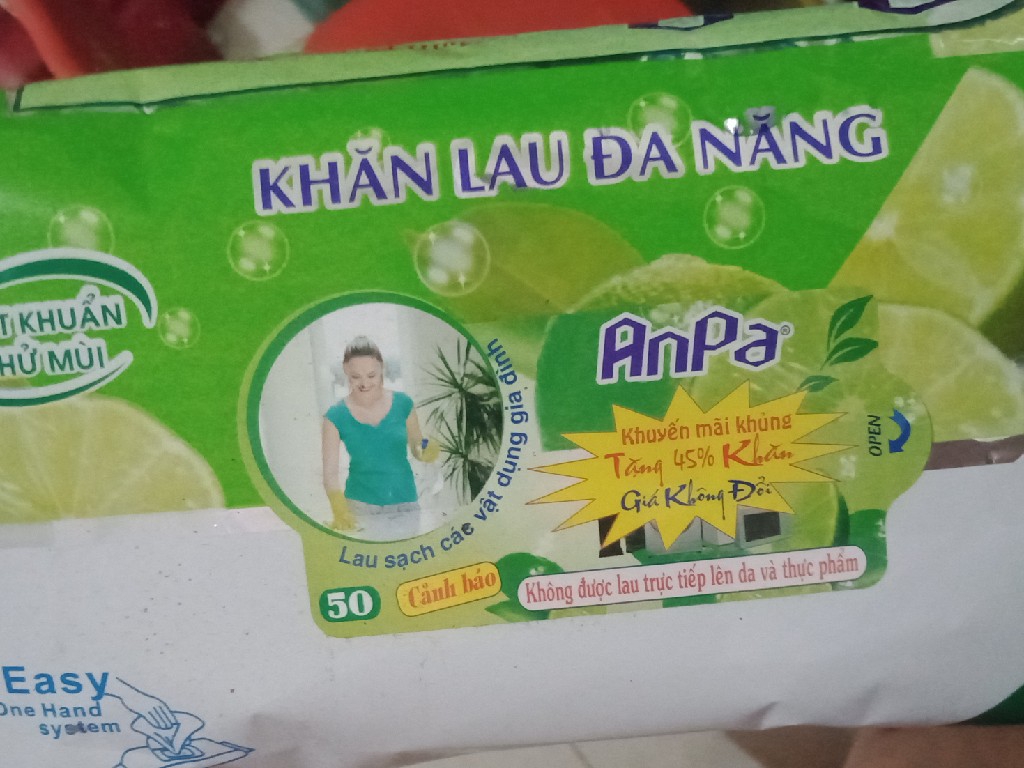 KHĂN LAU ĐA NĂNG
T KHUẨN
HỬ MÙI
AnPa®
Khuyến mãi khủng
Tặng 45% Khăn
Giá Không Đổi
OPEN
Lau sạch các vật dụng gia đình
50
Cảnh báo
Không được lau trực tiếp lên da và thực phẩm
Easy
One Hand
system